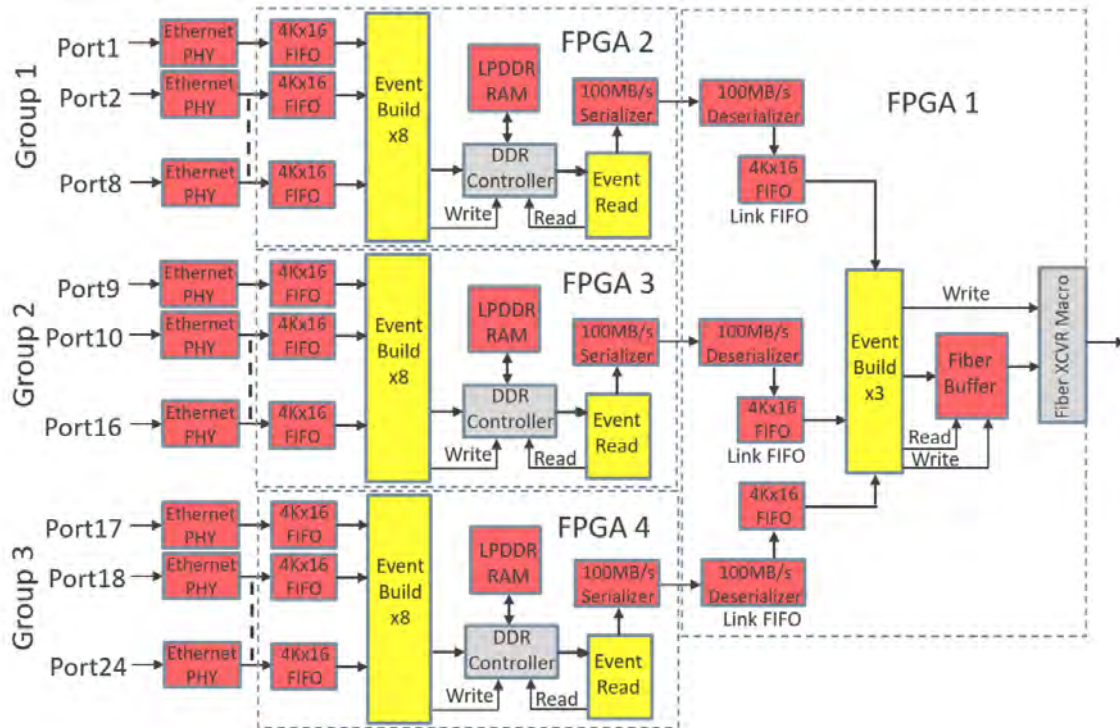 Group 1
Port1
Ethernet
PHY
4Kx16
FIFO
Port2
Ethernet
PHY
4Kx16
FIFO
Port8
Ethernet
PHY
4Kx16
FIFO
Event
Build
x8
FPGA 2
LPDDR
RAM
DDR
Controller
Write
Read
100MB/s
Serializer
Event
Read
Group 2
Port9
Ethernet
PHY
4Kx16
FIFO
Port10
Ethernet
PHY
4Kx16
FIFO
Port16
Ethernet
PHY
4Kx16
FIFO
Event
Build
x8
FPGA 3
LPDDR
RAM
DDR
Controller
Write
Read
100MB/s
Serializer
Event
Read
Group 3
Port17
Ethernet
PHY
4Kx16
FIFO
Port18
Ethernet
PHY
4Kx16
FIFO
Port24
Ethernet
PHY
4Kx16
FIFO
Event
Build
x8
FPGA 4
LPDDR
RAM
DDR
Controller
Write
Read
100MB/s
Serializer
Event
Read
FPGA 1
100MB/s
Deserializer
4Kx16
FIFO
Link FIFO
100MB/s
Deserializer
4Kx16
FIFO
Link FIFO
4Kx16
FIFO
100MB/s
Deserializer
Link FIFO
Event
Build
x3
Write
Fiber
Buffer
Read
Write
Fiber XCVR Macro